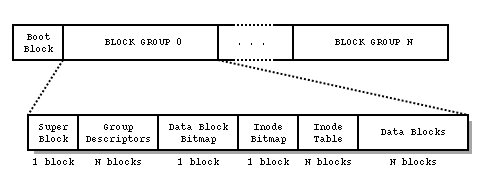 Boot
Block
BLOCK GROUP 0
. . .
BLOCK GROUP N
Super
Block
Group
Descriptors
Data Block
Bitmap
Inode
Bitmap
Inode
Table
Data Blocks
1 block
N blocks
1 block
1 block
N blocks
N blocks